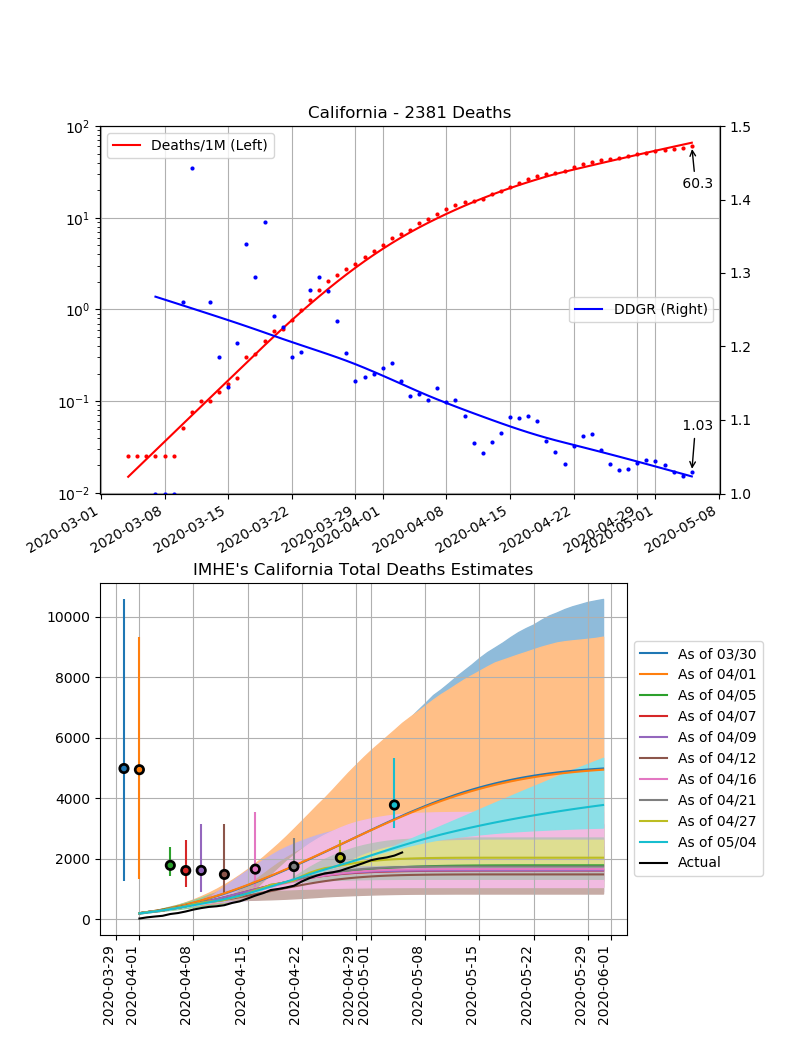 California - 2381 Deaths
10²
10¹
10⁰
10⁻¹
10⁻²
Deaths/1M (Left)
DDGR (Right)
60.3
1.03
1.5
1.4
1.3
1.2
1.1
1.0
2020-03-01
2020-03-08
2020-03-15
2020-03-22
2020-03-29
2020-04-01
2020-04-08
2020-04-15
2020-04-22
2020-04-29
2020-05-01
2020-05-08
IMHE's California Total Deaths Estimates
10000
8000
6000
4000
2000
0
2020-03-29
2020-04-01
2020-04-08
2020-04-15
2020-04-22
2020-04-29
2020-05-01
2020-05-08
2020-05-15
2020-05-22
2020-05-29
2020-06-01
As of 03/30
As of 04/01
As of 04/05
As of 04/07
As of 04/09
As of 04/12
As of 04/16
As of 04/21
As of 04/27
As of 05/04
Actual